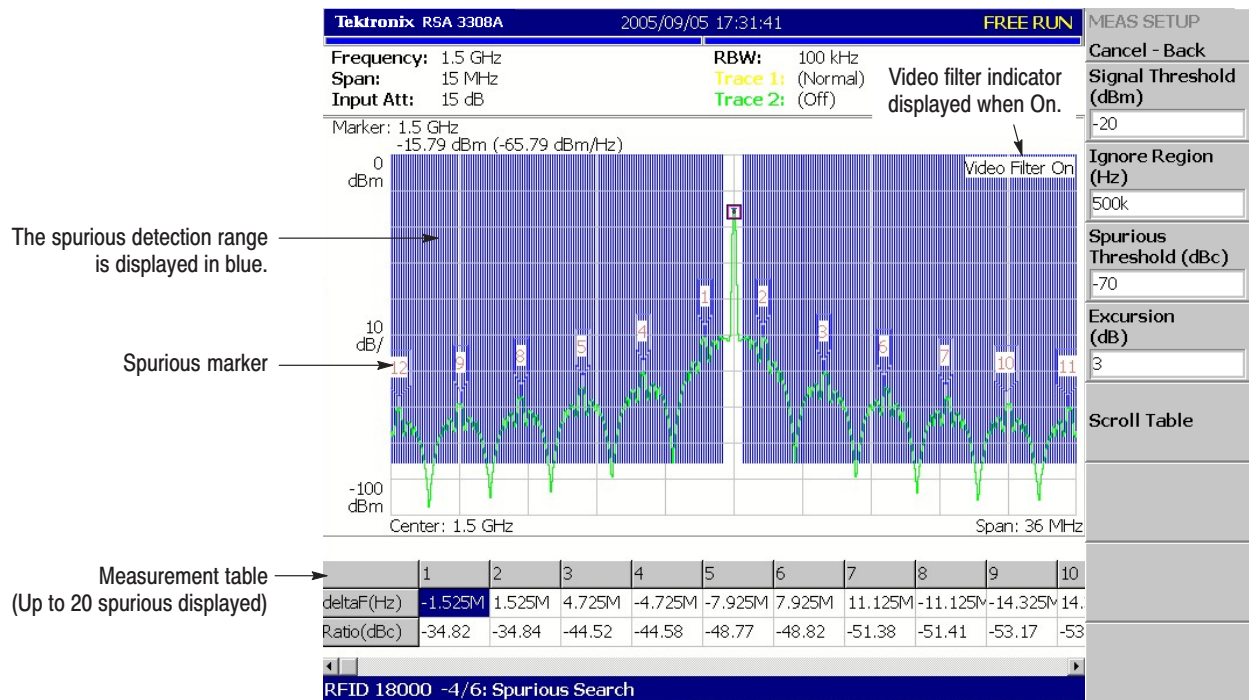 Tektronix RSA 3308A 2005/09/05 17:31:41 FREE RUN
Frequency: 1.5 GHz RBW: 100 kHz
Span: 15 MHz Trace 1: (Normal)
Input Att: 15 dB Trace 2: (Off)
Video filter indicator
displayed when On.
Marker: 1.5 GHz
-15.79 dBm (-65.79 dBm/Hz)
0
dBm
Video Filter On
The spurious detection range
is displayed in blue.
10
dB/
Spurious marker
12 9 8 5 4 1 2 3 6 7 10 11
-100
dBm
Center: 1.5 GHz Span: 36 MHz
Measurement table
(Up to 20 spurious displayed)
1 2 3 4 5 6 7 8 9 10
deltaF(Hz) -1.525M 1.525M 4.725M -4.725M -7.925M 7.925M 11.125M -11.125M -14.325M 14.
Ratio(dBc) -34.82 -34.84 -44.52 -44.58 -48.77 -48.82 -51.38 -51.41 -53.17 -53
RFID 18000 -4/6: Spurious Search
MEAS SETUP
Cancel - Back
Signal Threshold
(dBm)
-20
Ignore Region
(Hz)
500k
Spurious
Threshold (dBc)
-70
Excursion
(dB)
3
Scroll Table